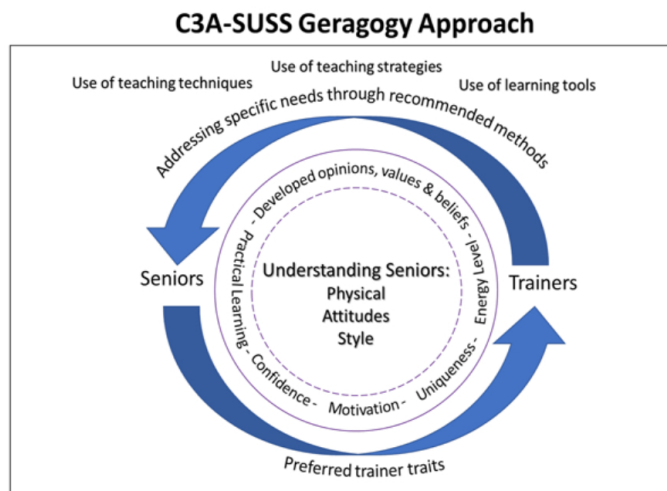 C3A-SUSS Geragogy Approach
Use of teaching techniques
Use of teaching strategies
Use of learning tools
Addressing specific needs through recommended methods
Practical Learning - Developed opinions, values & beliefs - Energy Level -
Understanding Seniors:
Physical
Attitudes
Style
Seniors
Trainers
- Confidence - Motivation - Uniqueness -
Preferred trainer traits